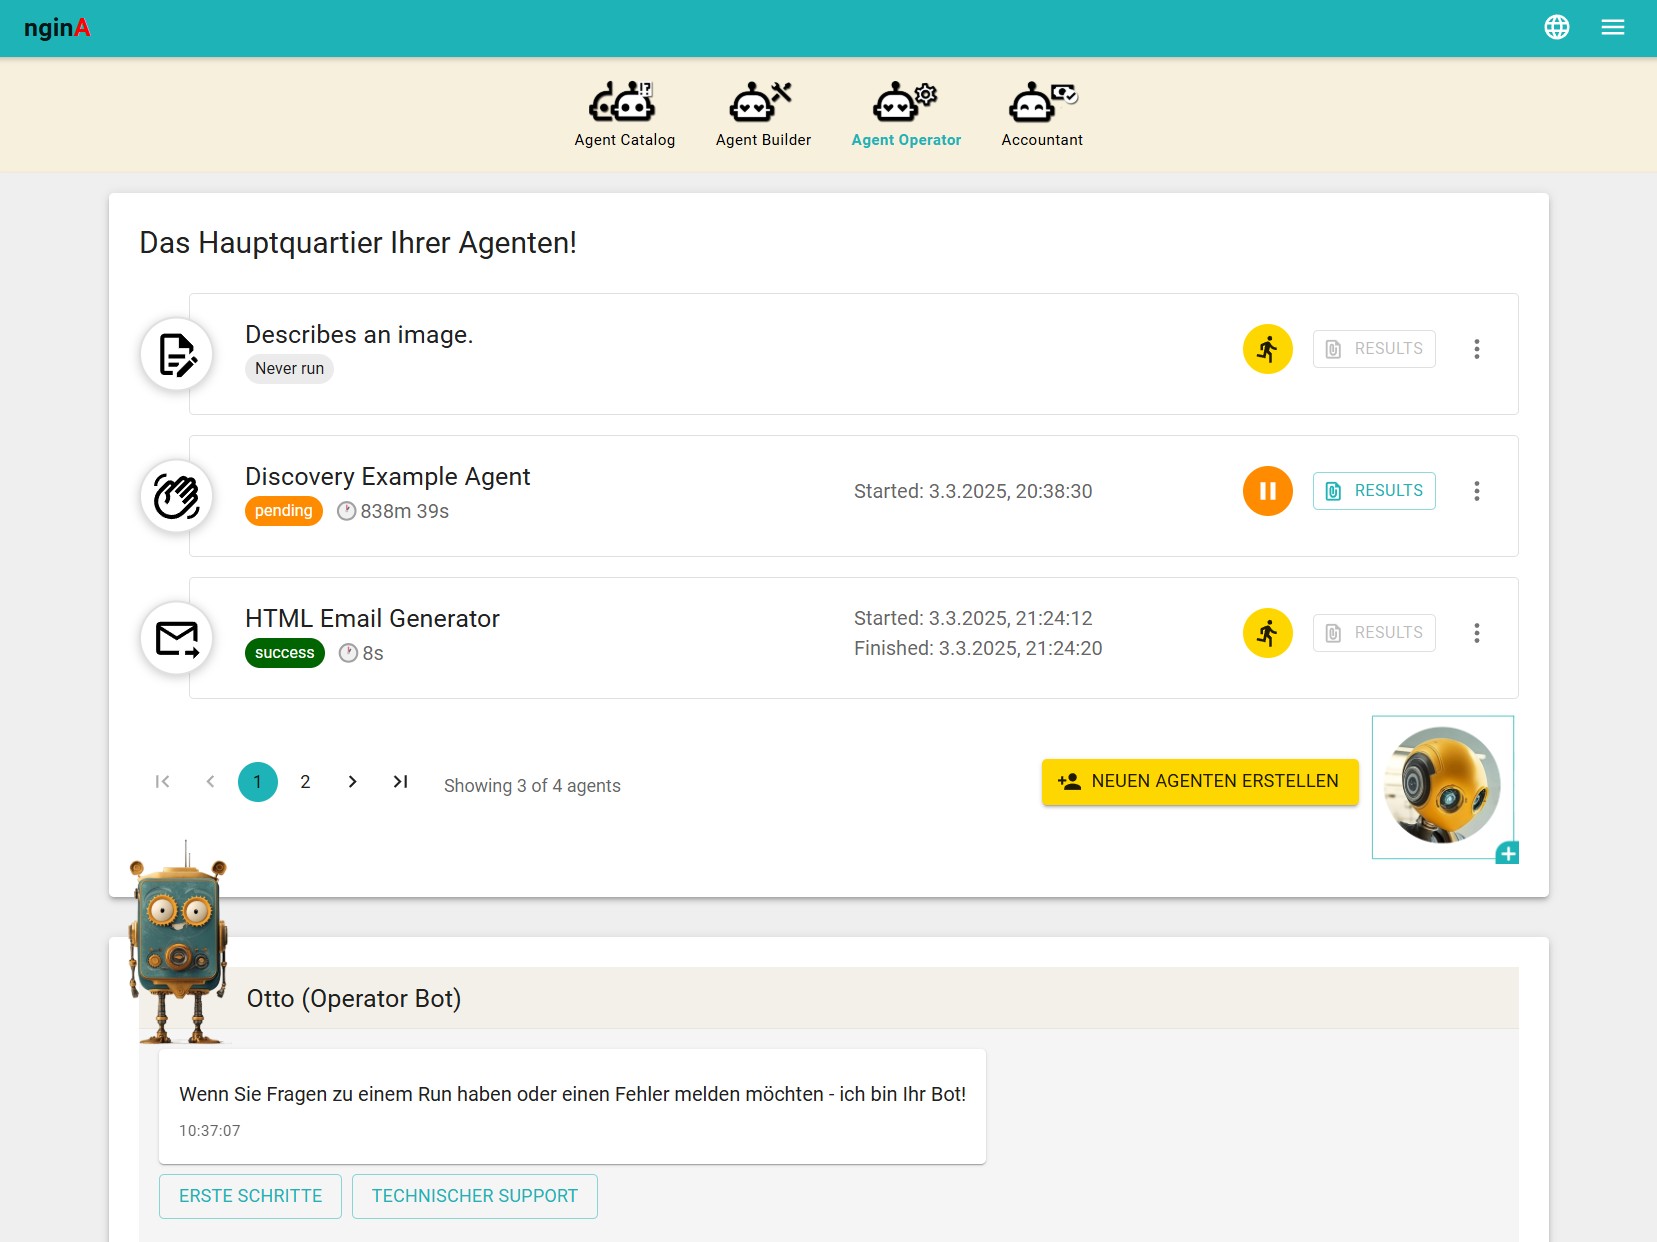 nginA
Agent Catalog
Agent Builder
Agent Operator
Accountant
Das Hauptquartier Ihrer Agenten!
Describes an image.
Never run
RESULTS
Discovery Example Agent
pending 838m 39s
Started: 3.3.2025, 20:38:30
RESULTS
HTML Email Generator
success 8s
Started: 3.3.2025, 21:24:12
Finished: 3.3.2025, 21:24:20
RESULTS
1 2 Showing 3 of 4 agents
NEUEN AGENTEN ERSTELLEN
Otto (Operator Bot)
Wenn Sie Fragen zu einem Run haben oder einen Fehler melden möchten - ich bin Ihr Bot!
10:37:07
ERSTE SCHRITTE
TECHNISCHER SUPPORT